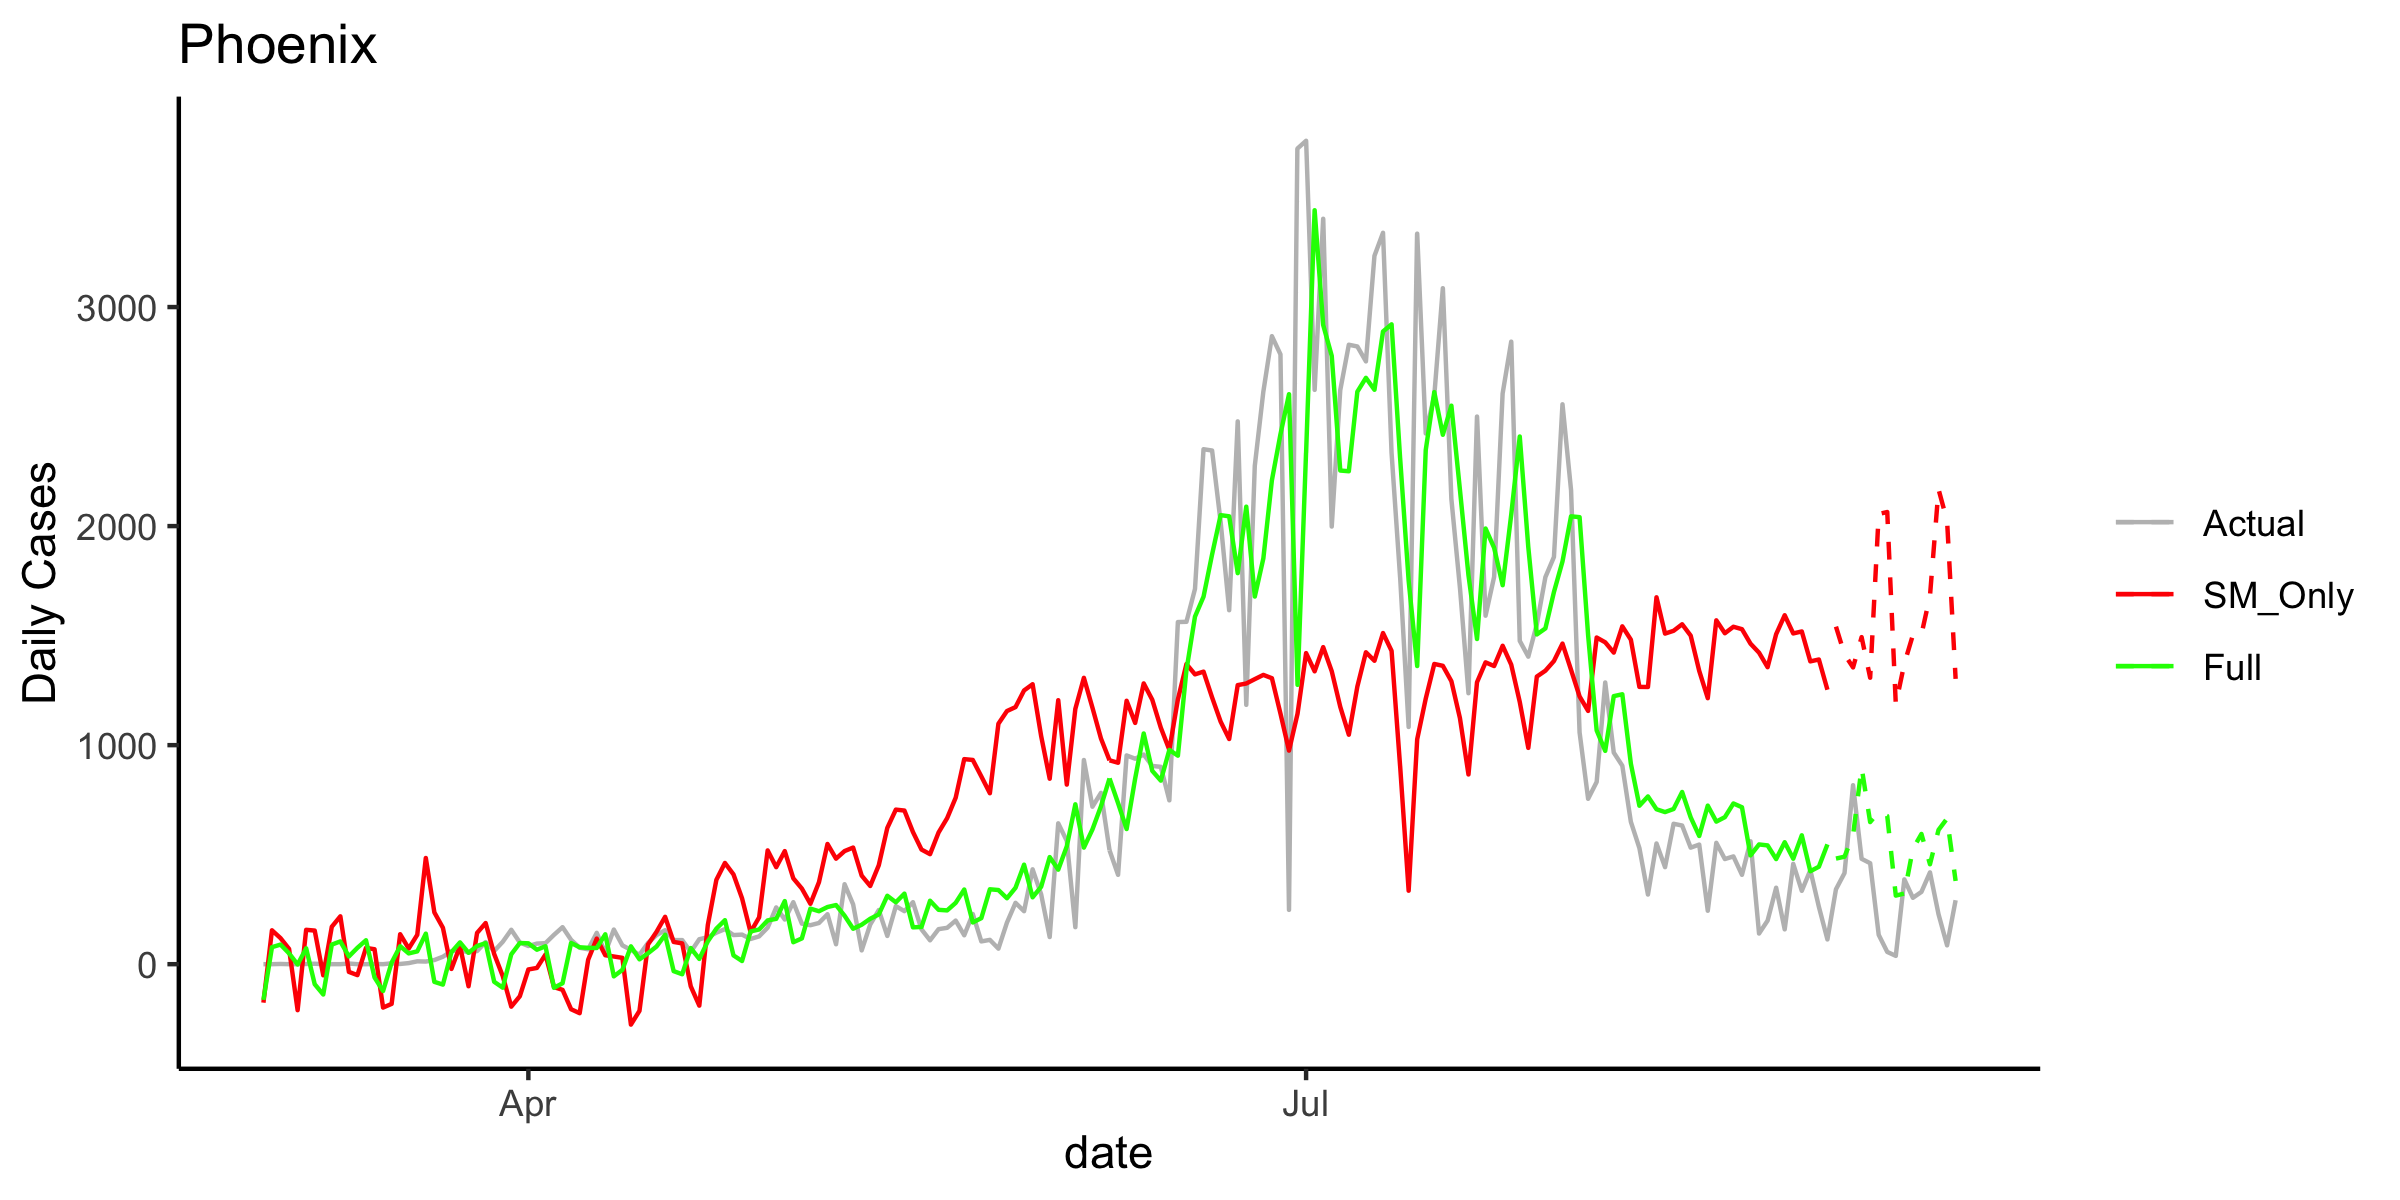 Phoenix
Daily Cases
3000
2000
1000
0
Apr
Jul
date
Actual
SM_Only
Full